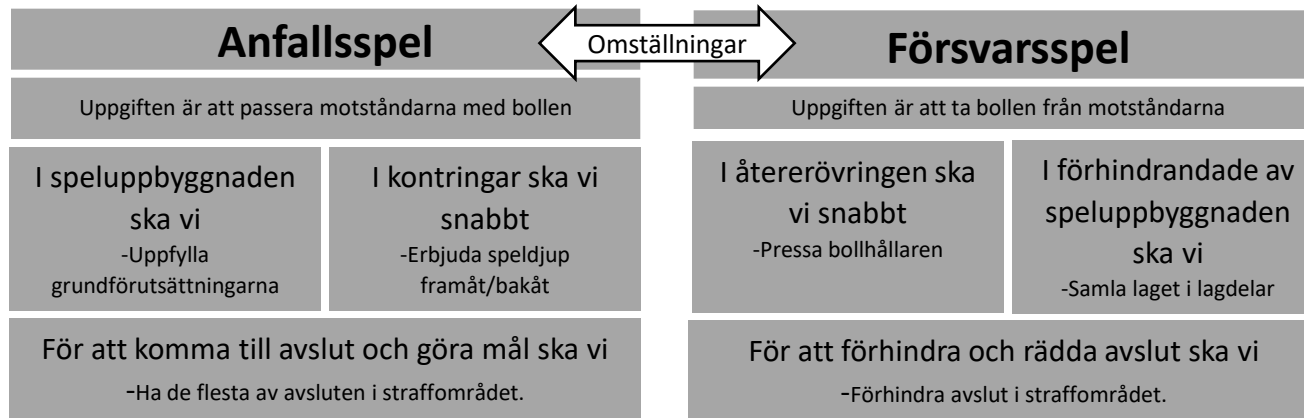 Anfallsspel
Omställningar
Försvarsspel
Uppgiften är att passera motståndarna med bollen
Uppgiften är att ta bollen från motståndarna
I speluppbyggnaden
ska vi
-Uppfylla
grundförutsättningarna
I kontringar ska vi
snabbt
-Erbjuda speldjup
framåt/bakåt
I återerövringen ska
vi snabbt
-Pressa bollhållaren
I förhindrandade av
speluppbyggnaden
ska vi
-Samla laget i lagdelar
För att komma till avslut och göra mål ska vi
-Ha de flesta av avsluten i straffområdet.
För att förhindra och rädda avslut ska vi
-Förhindra avslut i straffområdet.